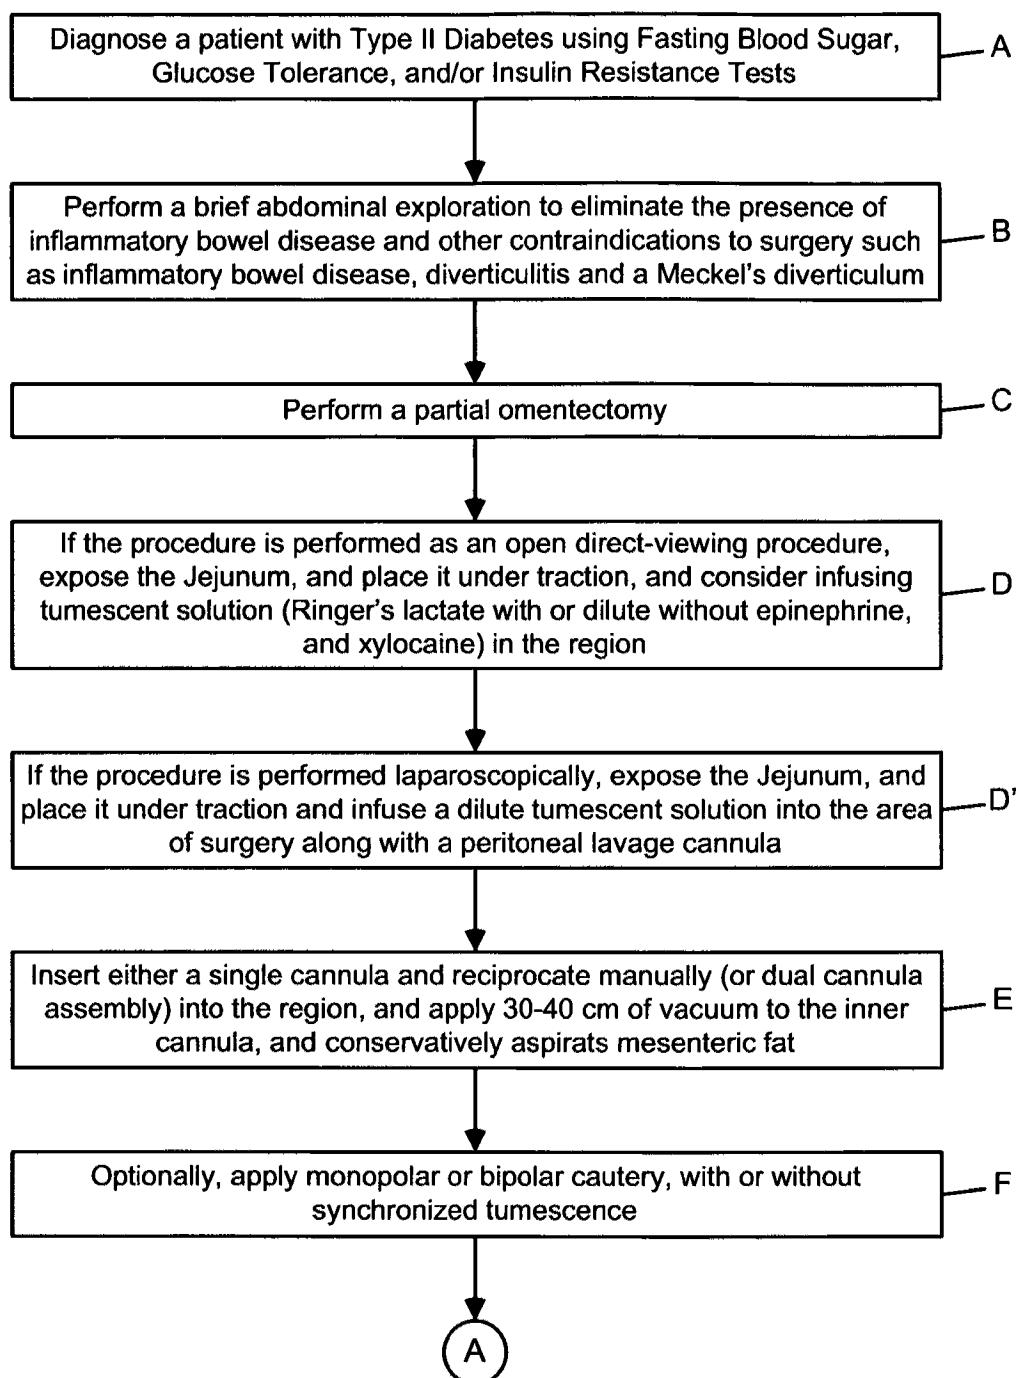 Diagnose a patient with Type II Diabetes using Fasting Blood Sugar,
Glucose Tolerance, and/or Insulin Resistance Tests
A
Perform a brief abdominal exploration to eliminate the presence of
inflammatory bowel disease and other contraindications to surgery such
as inflammatory bowel disease, diverticulitis and a Meckel's diverticulum
B
Perform a partial omentectomy
C
If the procedure is performed as an open direct-viewing procedure,
expose the Jejunum, and place it under traction, and consider infusing
tumescent solution (Ringer's lactate with or dilute without epinephrine,
and xylocaine) in the region
D
If the procedure is performed laparoscopically, expose the Jejunum, and
place it under traction and infuse a dilute tumescent solution into the area
of surgery along with a peritoneal lavage cannula
D'
Insert either a single cannula and reciprocate manually (or dual cannula
assembly) into the region, and apply 30-40 cm of vacuum to the inner
cannula, and conservatively aspirats mesenteric fat
E
Optionally, apply monopolar or bipolar cautery, with or without
synchronized tumescence
F
A